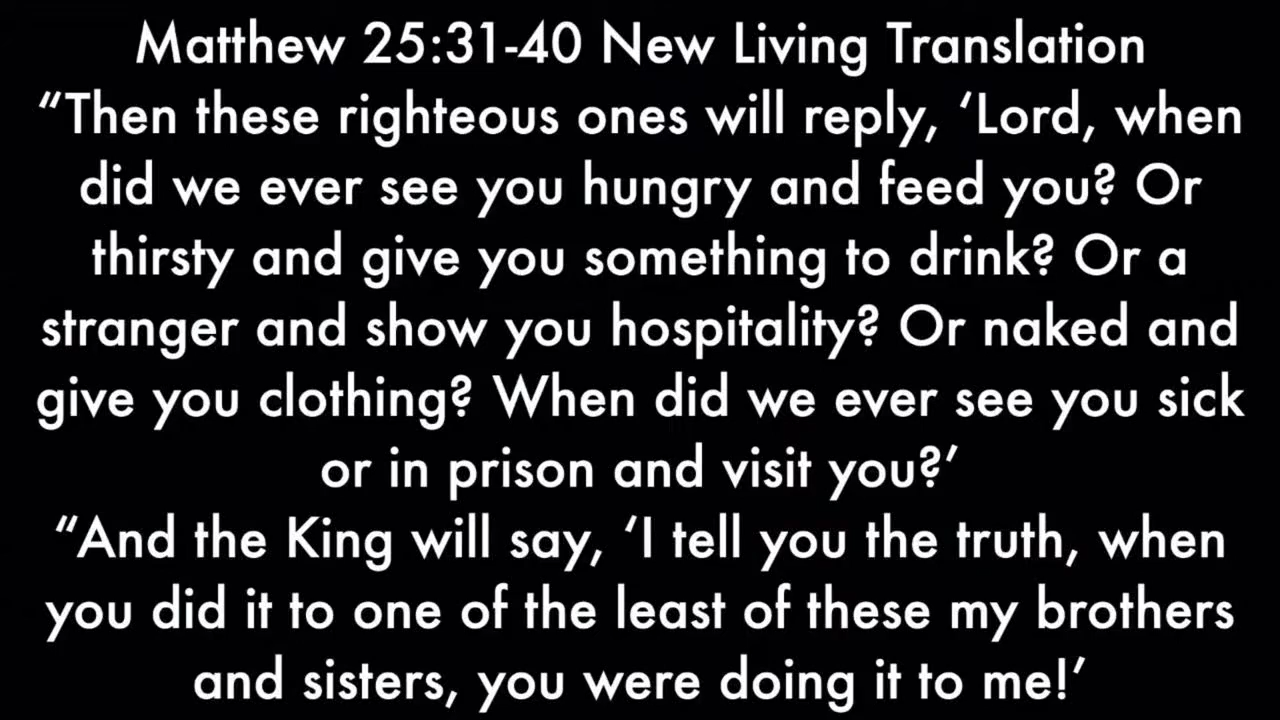 Matthew 25:31-40 New Living Translation
“Then these righteous ones will reply, ‘Lord, when
did we ever see you hungry and feed you? Or
thirsty and give you something to drink? Or a
stranger and show you hospitality? Or naked and
give you clothing? When did we ever see you sick
or in prison and visit you?’
“And the King will say, ‘I tell you the truth, when
you did it to one of the least of these my brothers
and sisters, you were doing it to me!’